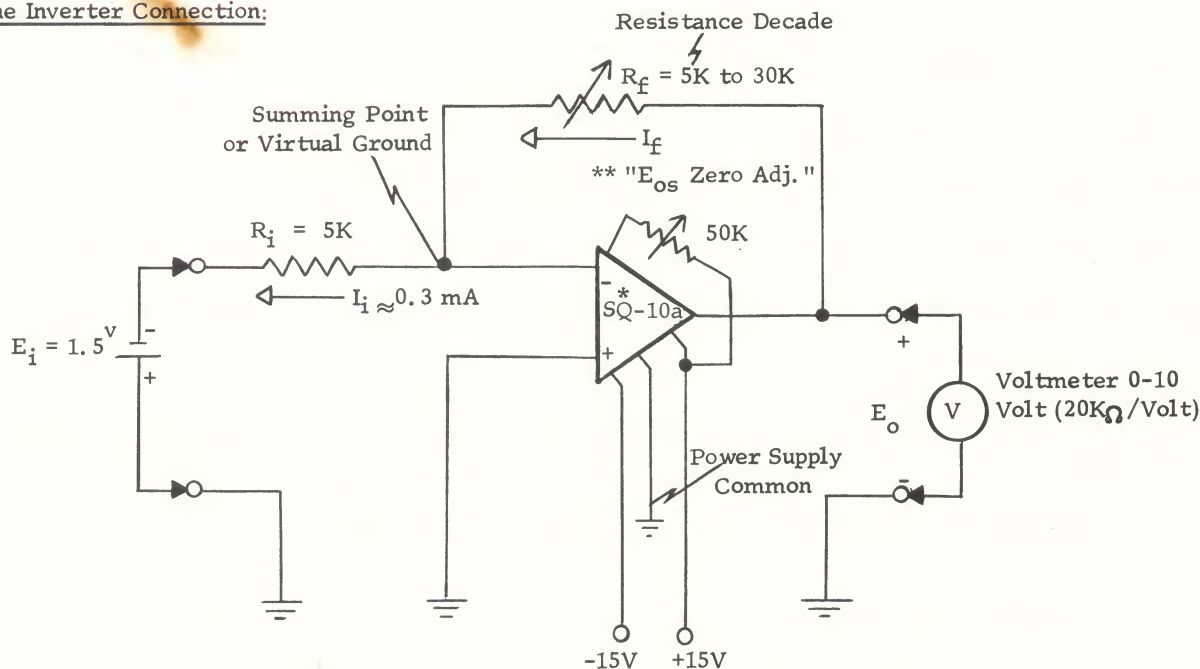 ne Inverter Connection:
Resistance Decade
R_f = 5K to 30K
Summing Point
or Virtual Ground
I_f
** "E_os Zero Adj."
R_i = 5K
50K
I_i ≈ 0.3 mA
-
*
SQ-10a
+
E_i = 1.5^v
-
+
+
E_o
V
Voltmeter 0-10
Volt (20KΩ/Volt)
-
Power Supply
Common
-15V
+15V